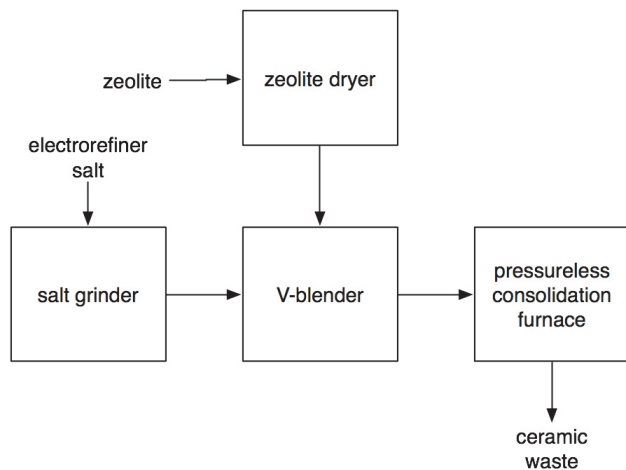 zeolite
zeolite dryer
electrorefiner
salt
salt grinder
V-blender
pressureless
consolidation
furnace
ceramic
waste